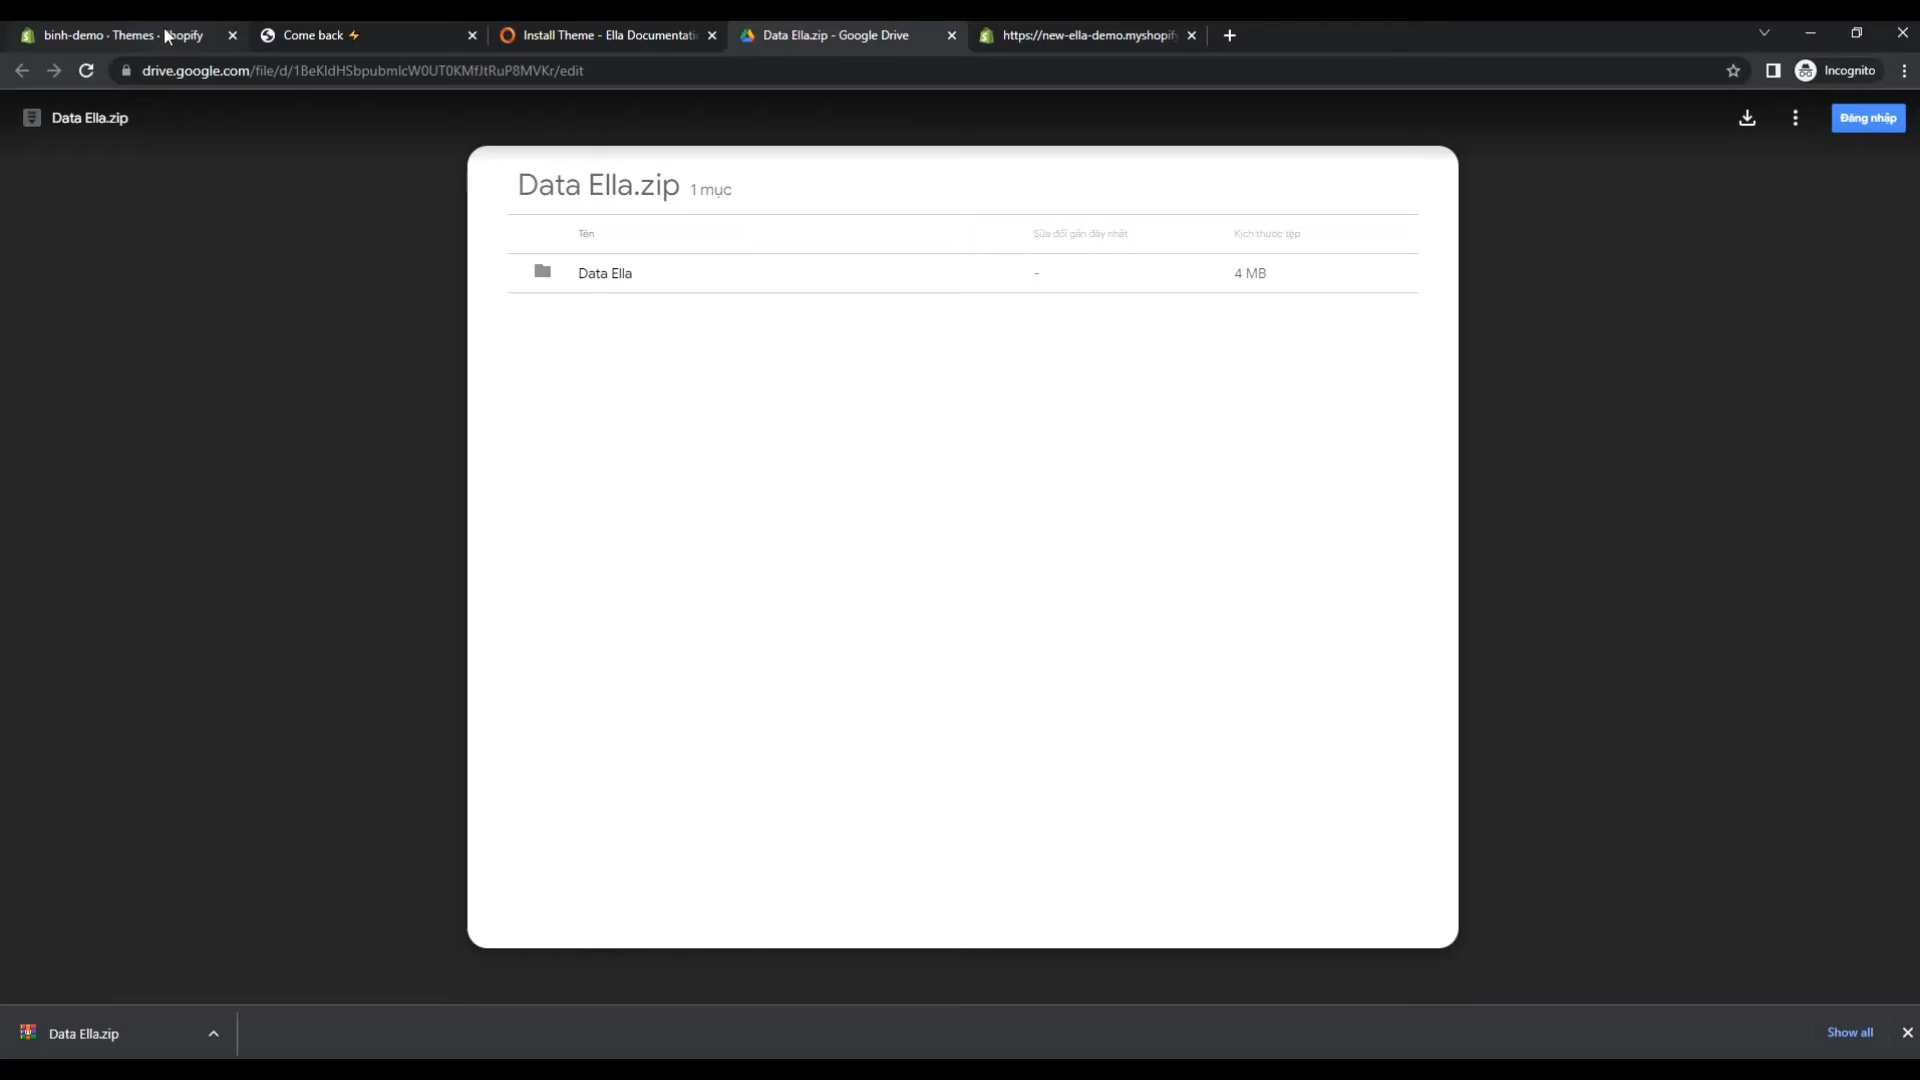 binh-demo · Themes · Shopify
Come back ⚡
Install Theme - Ella Documentati
Data Ella.zip - Google Drive
https://new-ella-demo.myshopify
drive.google.com/file/d/1BeKIdHSbpubmlcW0UT0KMfJtRuP8MVKr/edit
Incognito
Data Ella.zip
Đăng nhập
Data Ella.zip 1 mục
Tên
Sửa đổi gần đây nhất
Kích thước tệp
Data Ella
-
4 MB
Data Ella.zip
Show all